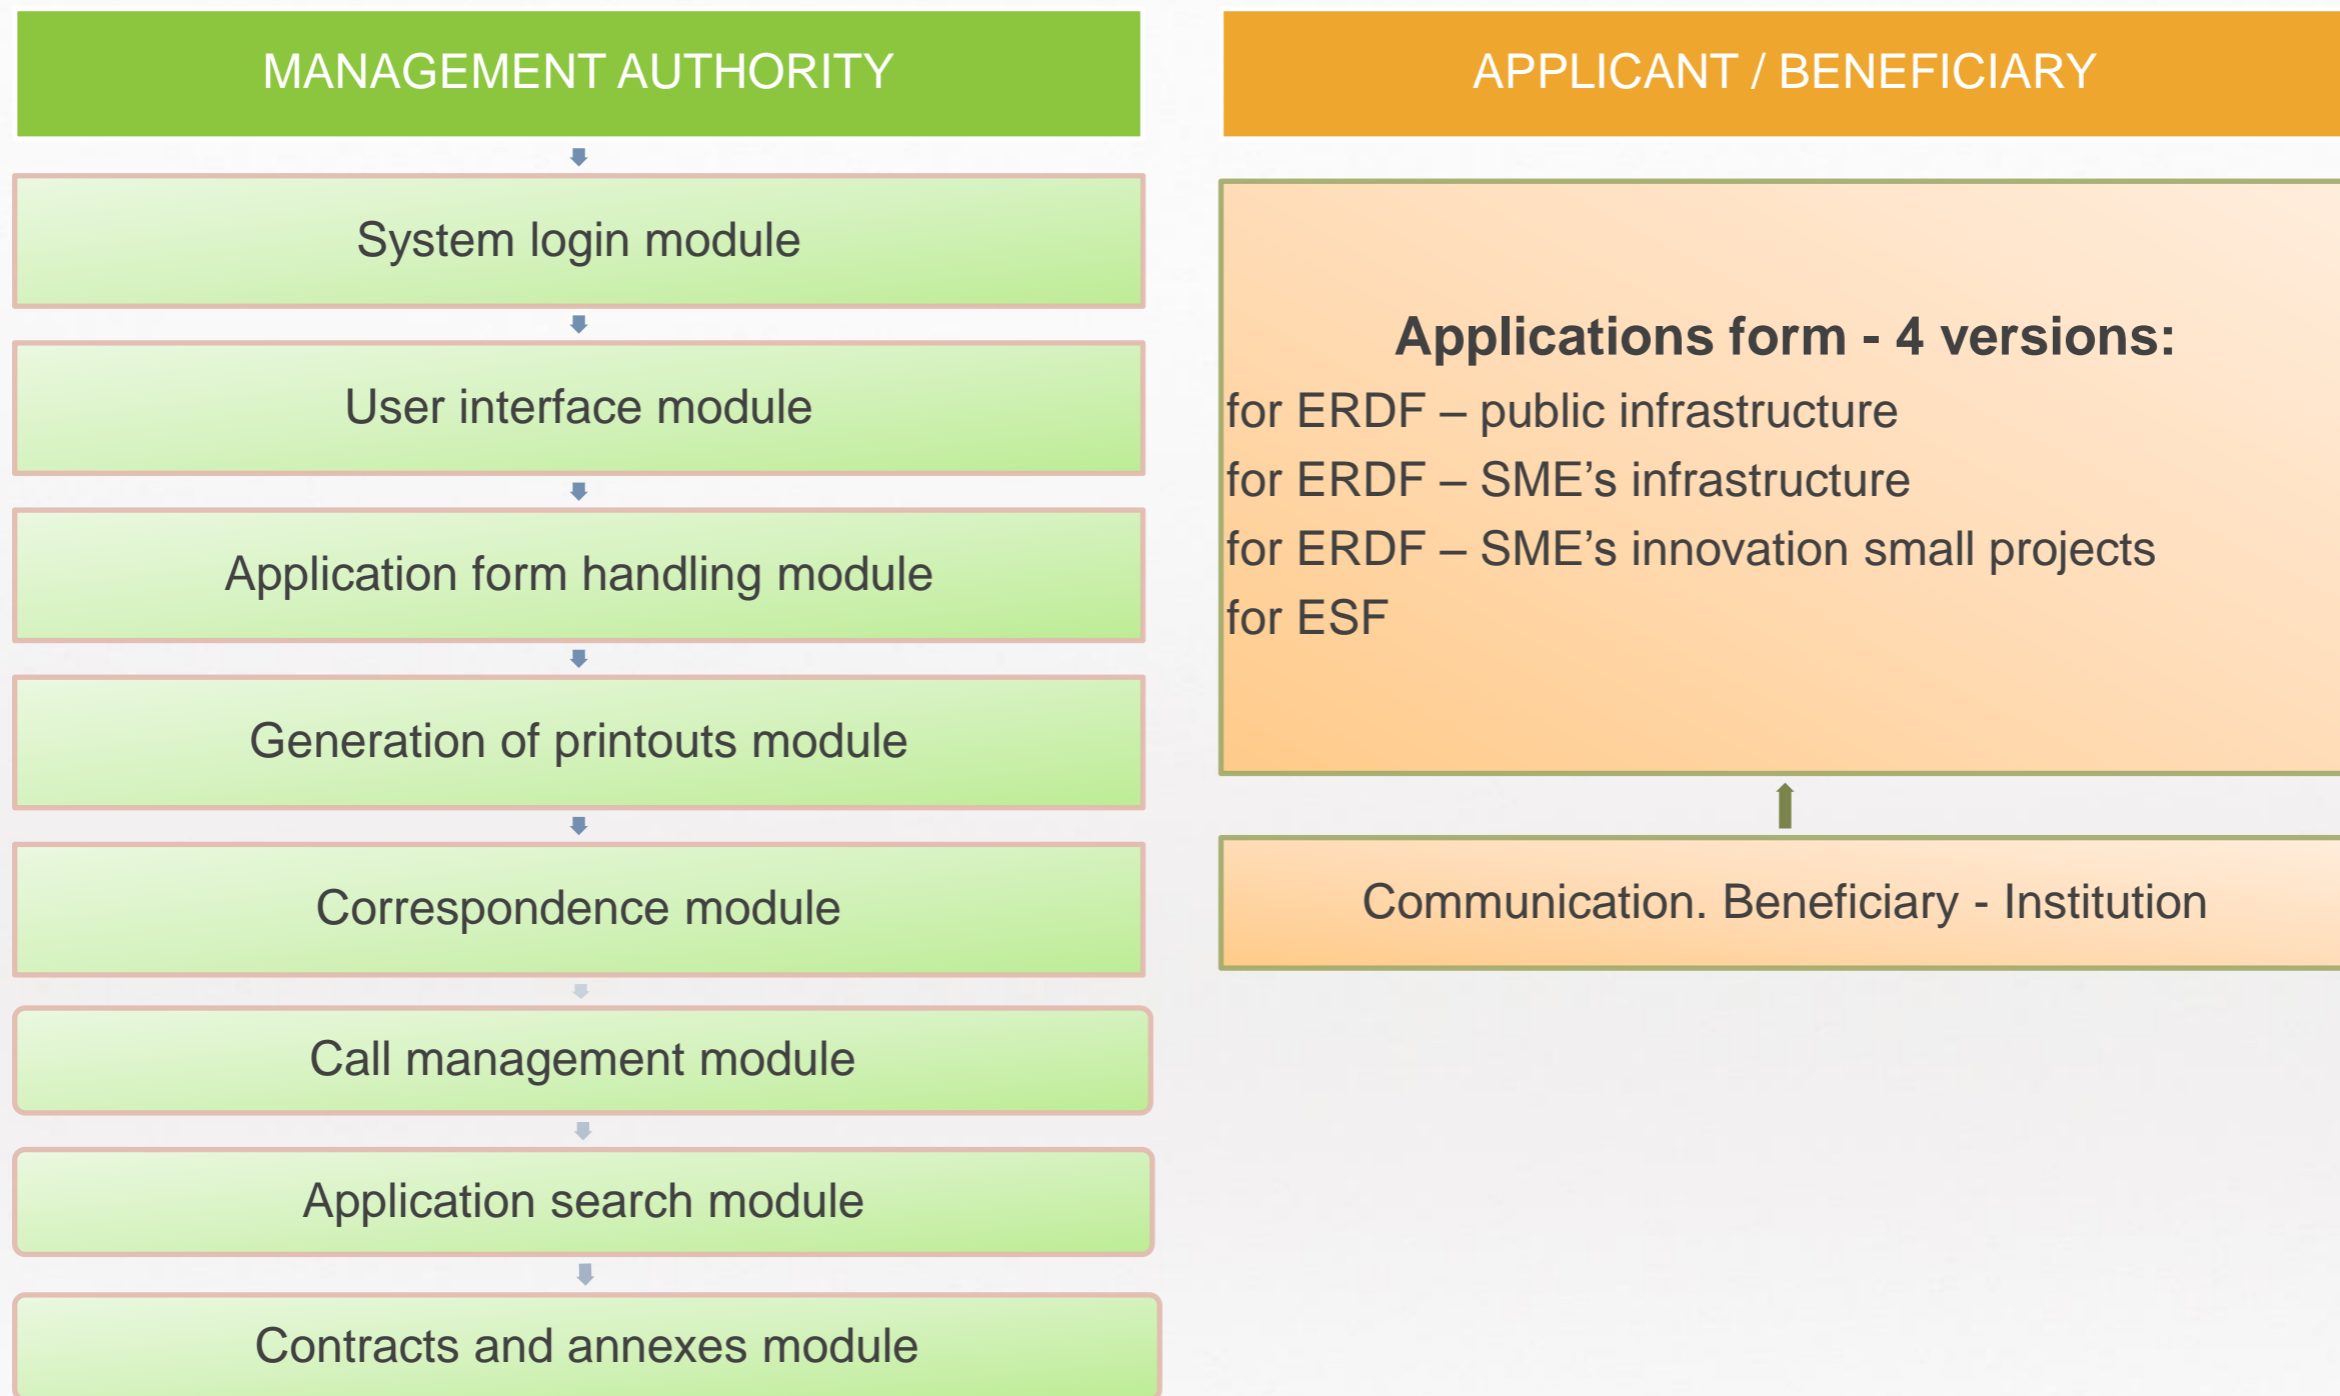 MANAGEMENT AUTHORITY
System login module
User interface module
Application form handling module
Generation of printouts module
Correspondence module
Call management module
Application search module
Contracts and annexes module
APPLICANT / BENEFICIARY
Applications form - 4 versions:
for ERDF – public infrastructure
for ERDF – SME’s infrastructure
for ERDF – SME’s innovation small projects
for ESF
Communication. Beneficiary - Institution